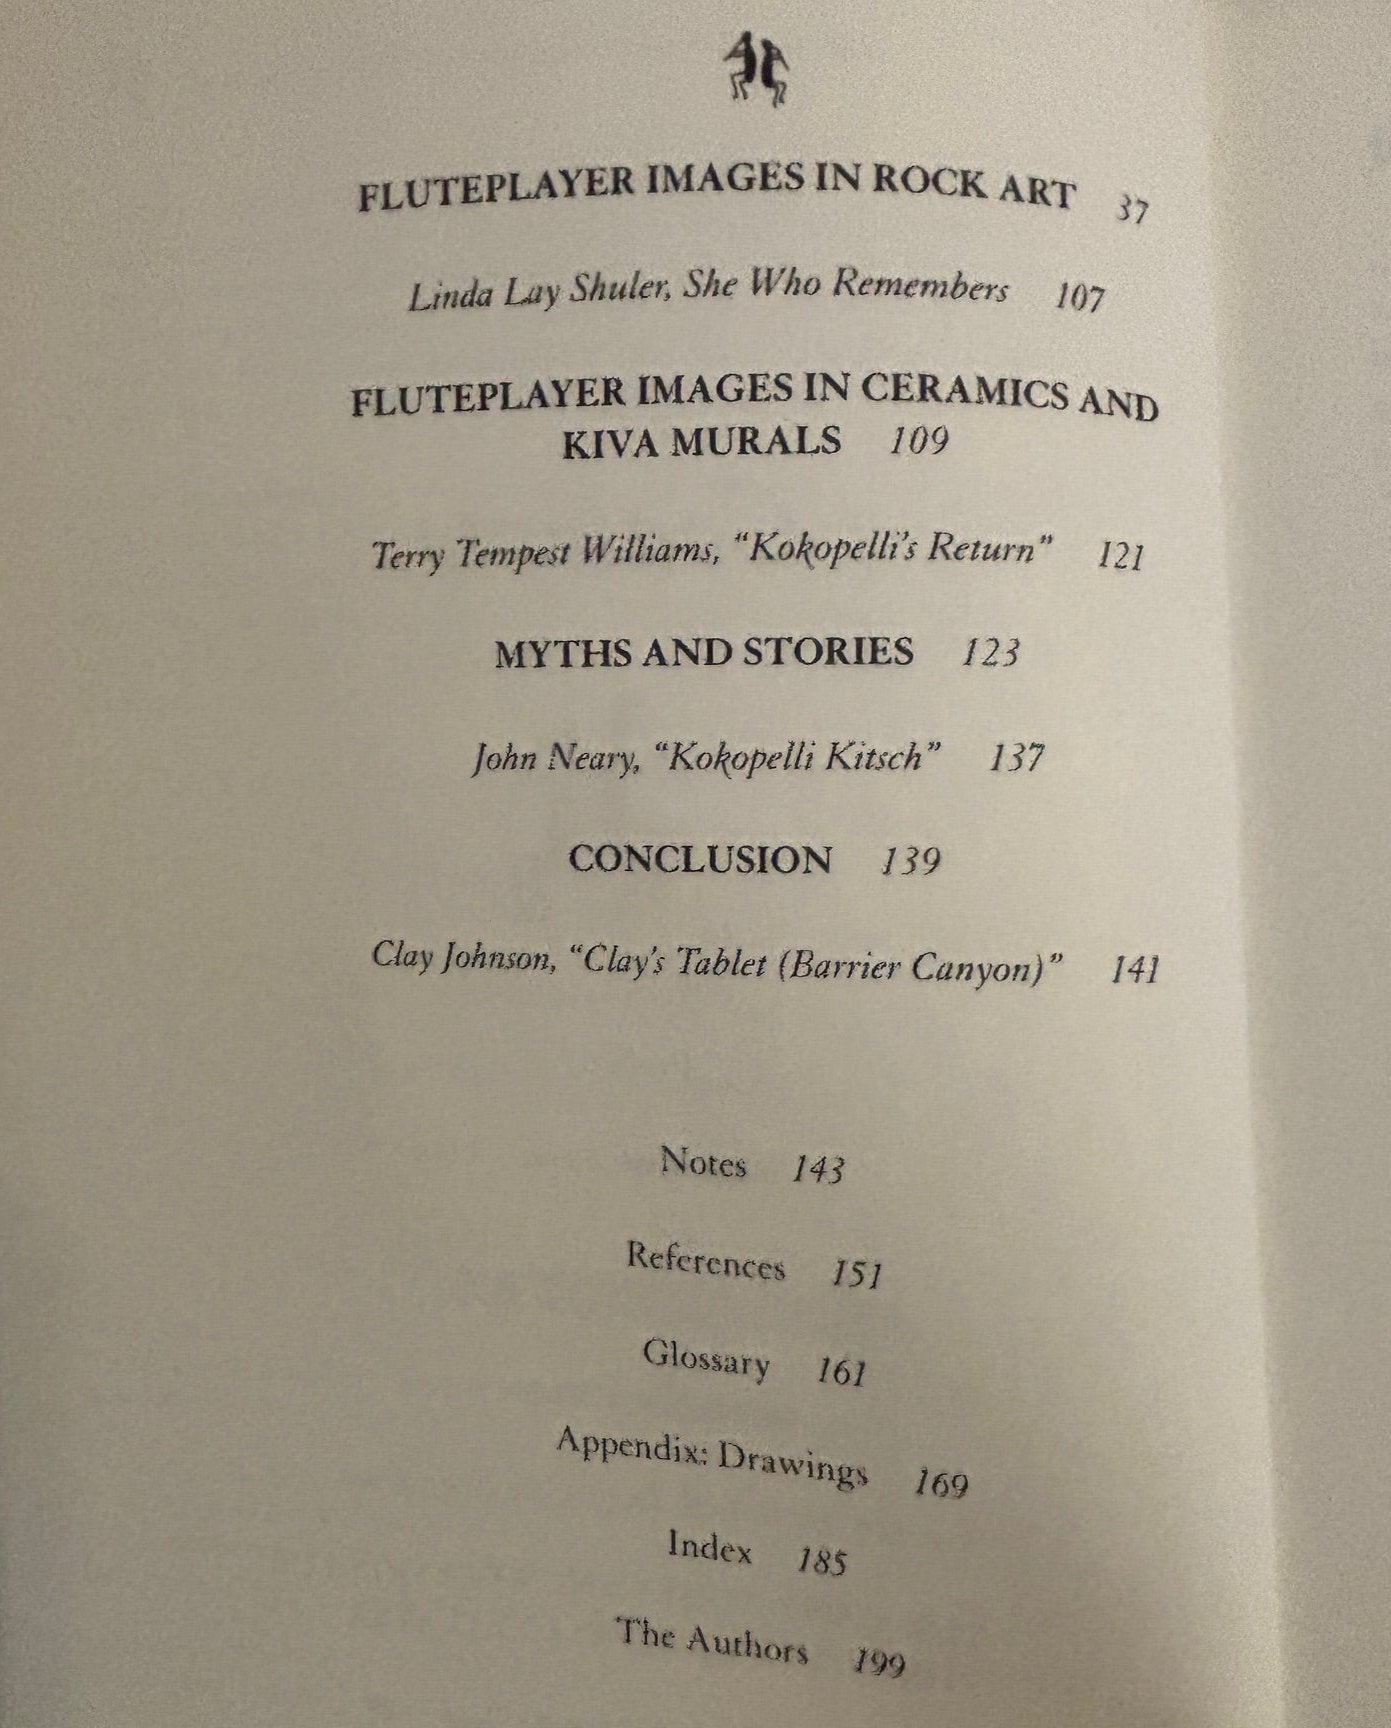 FLUTEPLAYER IMAGES IN ROCK ART 37
Linda Lay Shuler, She Who Remembers 107
FLUTEPLAYER IMAGES IN CERAMICS AND
KIVA MURALS 109
Terry Tempest Williams, “Kokopelli’s Return” 121
MYTHS AND STORIES 123
John Neary, “Kokopelli Kitsch” 137
CONCLUSION 139
Clay Johnson, “Clay’s Tablet (Barrier Canyon)” 141
Notes 143
References 151
Glossary 161
Appendix: Drawings 169
Index 185
The Authors 199